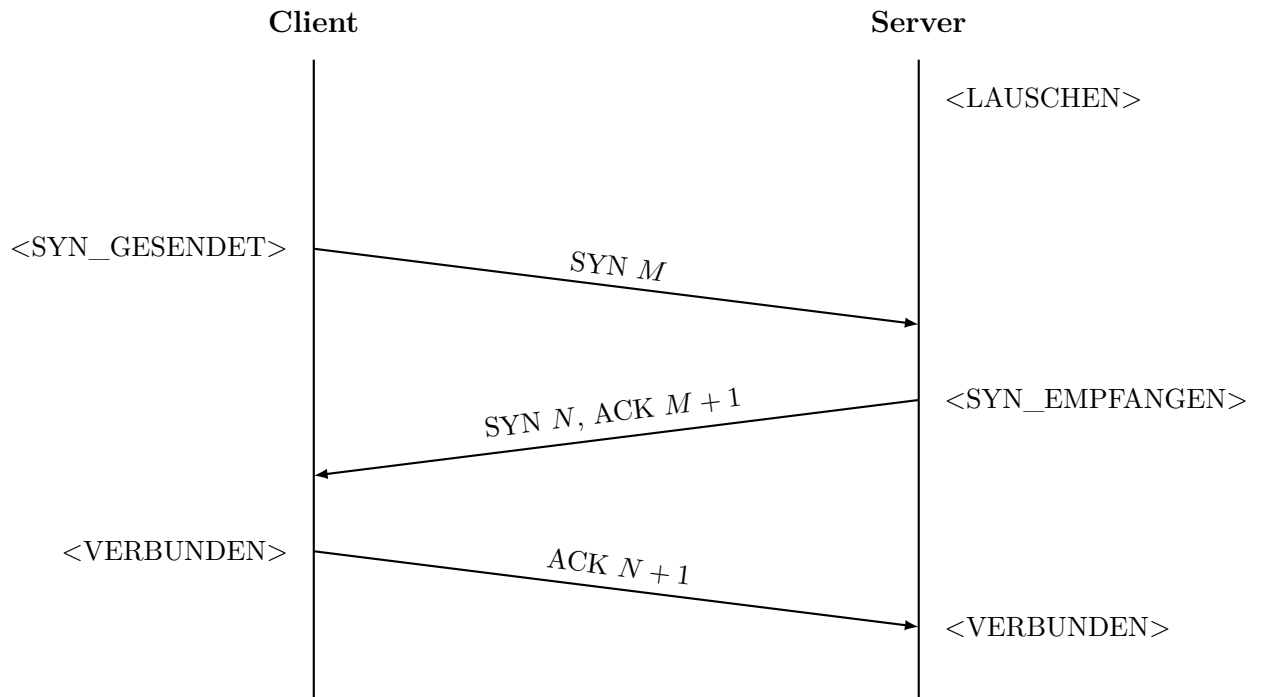 Client
Server
<LAUSCHEN>
<SYN_GESENDET>
SYN M
SYN N, ACK M + 1
<SYN_EMPFANGEN>
<VERBUNDEN>
ACK N + 1
<VERBUNDEN>